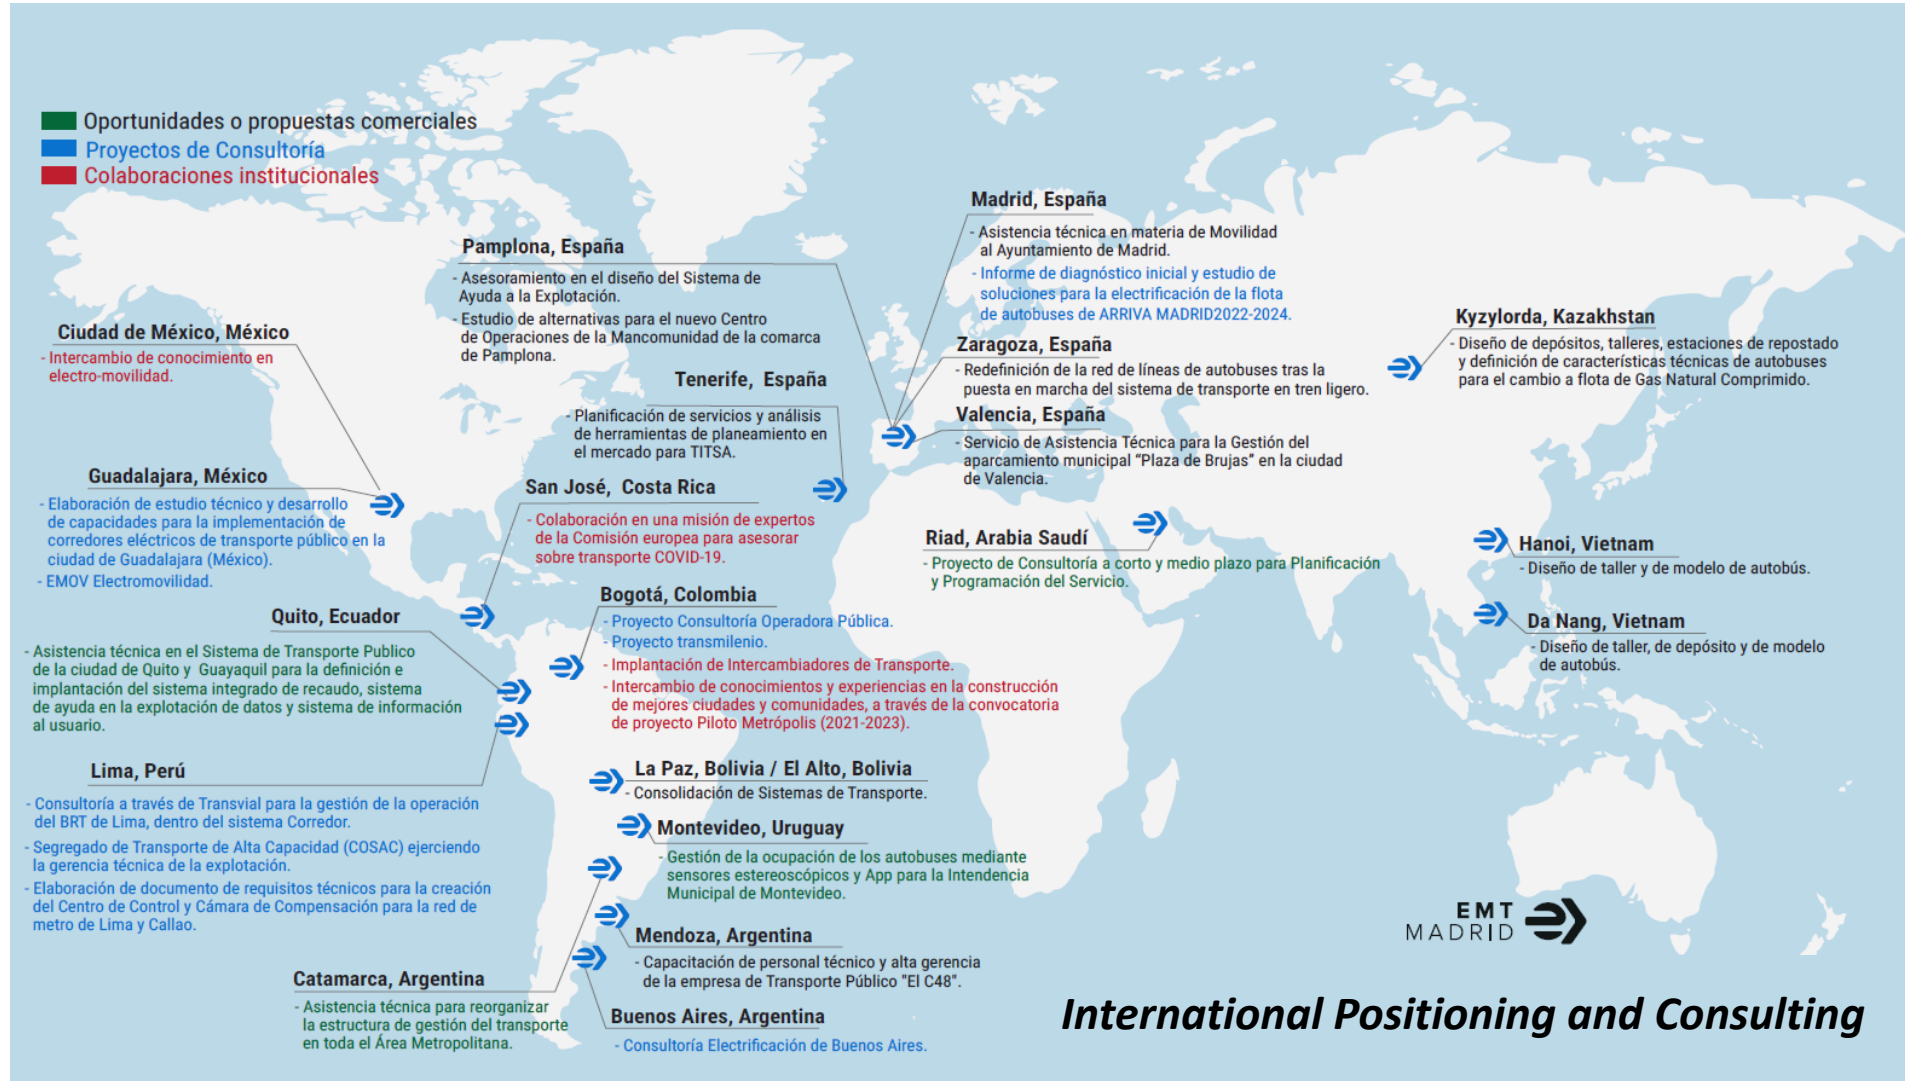 Oportunidades o propuestas comerciales
Proyectos de Consultoría
Colaboraciones institucionales
Madrid, España
- Asistencia técnica en materia de Movilidad
al Ayuntamiento de Madrid.
- Informe de diagnóstico inicial y estudio de
soluciones para la electrificación de la flota
de autobuses de ARRIVA MADRID2022-2024.
Pamplona, España
- Asesoramiento en el diseño del Sistema de
Ayuda a la Explotación.
- Estudio de alternativas para el nuevo Centro
de Operaciones de la Mancomunidad de la comarca
de Pamplona.
Ciudad de México, México
- Intercambio de conocimiento en
electro-movilidad.
Zaragoza, España
- Redefinición de la red de líneas de autobuses tras la
puesta en marcha del sistema de transporte en tren ligero.
Kyzylorda, Kazakhstan
- Diseño de depósitos, talleres, estaciones de repostado
y definición de características técnicas de autobuses
para el cambio a flota de Gas Natural Comprimido.
Tenerife, España
- Planificación de servicios y análisis
de herramientas de planeamiento en
el mercado para TITSA.
Valencia, España
- Servicio de Asistencia Técnica para la Gestión del
aparcamiento municipal “Plaza de Brujas” en la ciudad
de Valencia.
Guadalajara, México
- Elaboración de estudio técnico y desarrollo
de capacidades para la implementación de
corredores eléctricos de transporte público en la
ciudad de Guadalajara (México).
- EMOV Electromovilidad.
San José, Costa Rica
- Colaboración en una misión de expertos
de la Comisión europea para asesorar
sobre transporte COVID-19.
Riad, Arabia Saudí
- Proyecto de Consultoría a corto y medio plazo para Planificación
y Programación del Servicio.
Hanoi, Vietnam
- Diseño de taller y de modelo de autobús.
Da Nang, Vietnam
- Diseño de taller, de depósito y de modelo
de autobús.
Quito, Ecuador
- Asistencia técnica en el Sistema de Transporte Publico
de la ciudad de Quito y Guayaquil para la definición e
implantación del sistema integrado de recaudo, sistema
de ayuda en la explotación de datos y sistema de información
al usuario.
Bogotá, Colombia
- Proyecto Consultoría Operadora Pública.
- Proyecto transmilenio.
- Implantación de Intercambiadores de Transporte.
- Intercambio de conocimientos y experiencias en la construcción
de mejores ciudades y comunidades, a través de la convocatoria
de proyecto Piloto Metrópolis (2021-2023).
Lima, Perú
- Consultoría a través de Transvial para la gestión de la operación
del BRT de Lima, dentro del sistema Corredor.
- Segregado de Transporte de Alta Capacidad (COSAC) ejerciendo
la gerencia técnica de la explotación.
- Elaboración de documento de requisitos técnicos para la creación
del Centro de Control y Cámara de Compensación para la red de
metro de Lima y Callao.
La Paz, Bolivia / El Alto, Bolivia
- Consolidación de Sistemas de Transporte.
Montevideo, Uruguay
- Gestión de la ocupación de los autobuses mediante
sensores estereoscópicos y App para la Intendencia
Municipal de Montevideo.
Mendoza, Argentina
- Capacitación de personal técnico y alta gerencia
de la empresa de Transporte Público "El C48".
Catamarca, Argentina
- Asistencia técnica para reorganizar
la estructura de gestión del transporte
en toda el Área Metropolitana.
Buenos Aires, Argentina
- Consultoría Electrificación de Buenos Aires.
EMT
MADRID
International Positioning and Consulting